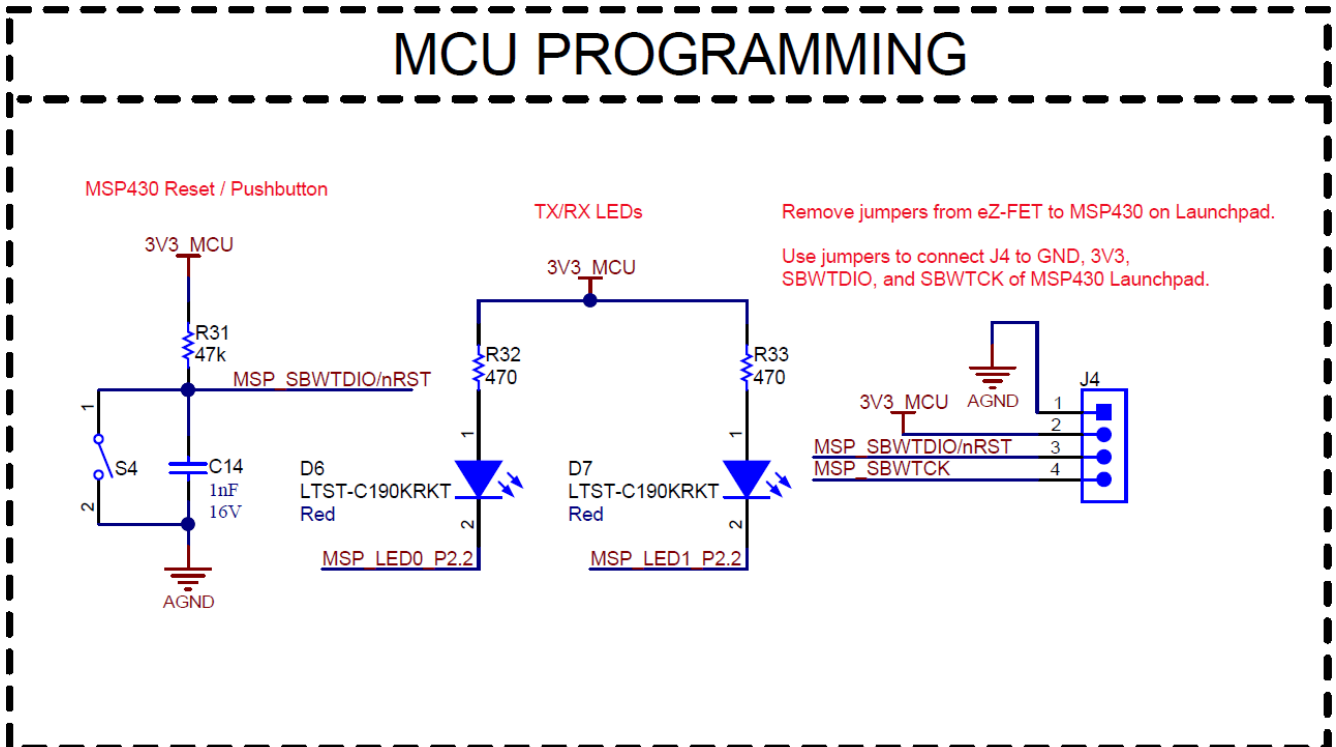 MCU PROGRAMMING
MSP430 Reset / Pushbutton
3V3_MCU
R31
47k
MSP_SBWTDIO/nRST
1
S4
2
C14
1nF
16V
AGND
TX/RX LEDs
3V3_MCU
R32
470
1
D6
LTST-C190KRKT
Red
2
MSP_LED0_P2.2
R33
470
1
D7
LTST-C190KRKT
Red
2
MSP_LED1_P2.2
Remove jumpers from eZ-FET to MSP430 on Launchpad.
Use jumpers to connect J4 to GND, 3V3,
SBWTDIO, and SBWTCK of MSP430 Launchpad.
J4
AGND
3V3_MCU
MSP_SBWTDIO/nRST
MSP_SBWTCK
1
2
3
4